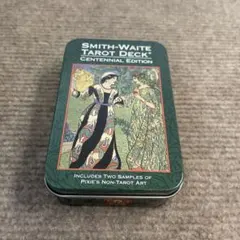 SMITH-WAITE
TAROT DECK®
CENTENNIAL EDITION
INCLUDES TWO SAMPLES OF
PIXIE'S NON-TAROT ART